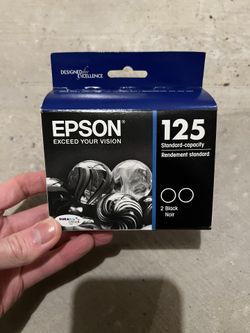 DESIGNED for
EXCELLENCE
EPSON®
EXCEED YOUR VISION
125
Standard-capacity
Rendement standard
2 Black
Noir